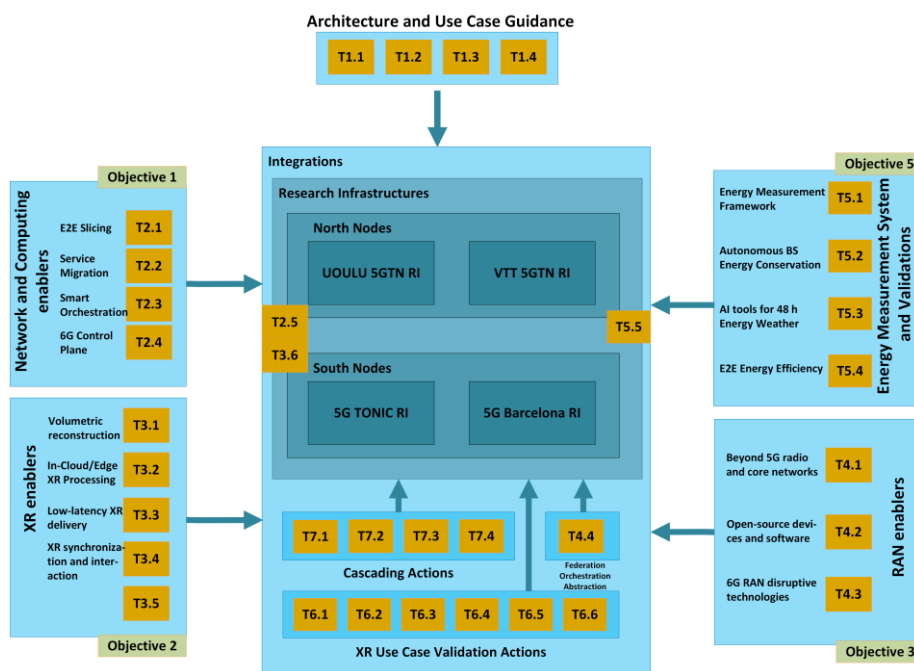 Architecture and Use Case Guidance
T1.1 T1.2 T1.3 T1.4
Objective 1
Network and Computing
enablers
E2E Slicing
T2.1
Service
Migration
T2.2
Smart
Orchestration
T2.3
6G Control
Plane
T2.4
XR enablers
Volumetric
reconstruction
T3.1
In-Cloud/Edge
XR Processing
T3.2
Low-latency XR
delivery
T3.3
XR synchroniza-
tion and inter-
action
T3.4
T3.5
Objective 2
Integrations
Research Infrastructures
North Nodes
UOULU 5GTN RI
VTT 5GTN RI
T2.5
T3.6
T5.5
South Nodes
5G TONIC RI
5G Barcelona RI
T7.1 T7.2 T7.3 T7.4
Cascading Actions
T4.4
Federation
Orchestration
Abstraction
T6.1 T6.2 T6.3 T6.4 T6.5 T6.6
XR Use Case Validation Actions
Objective 5
Energy Measurement
Framework
T5.1
Autonomous BS
Energy Conservation
T5.2
AI tools for 48 h
Energy Weather
T5.3
E2E Energy Efficiency
T5.4
Energy Measurement System
and Validations
Beyond 5G radio
and core networks
T4.1
Open-source devi-
ces and software
T4.2
6G RAN disruptive
technologies
T4.3
RAN enablers
Objective 3